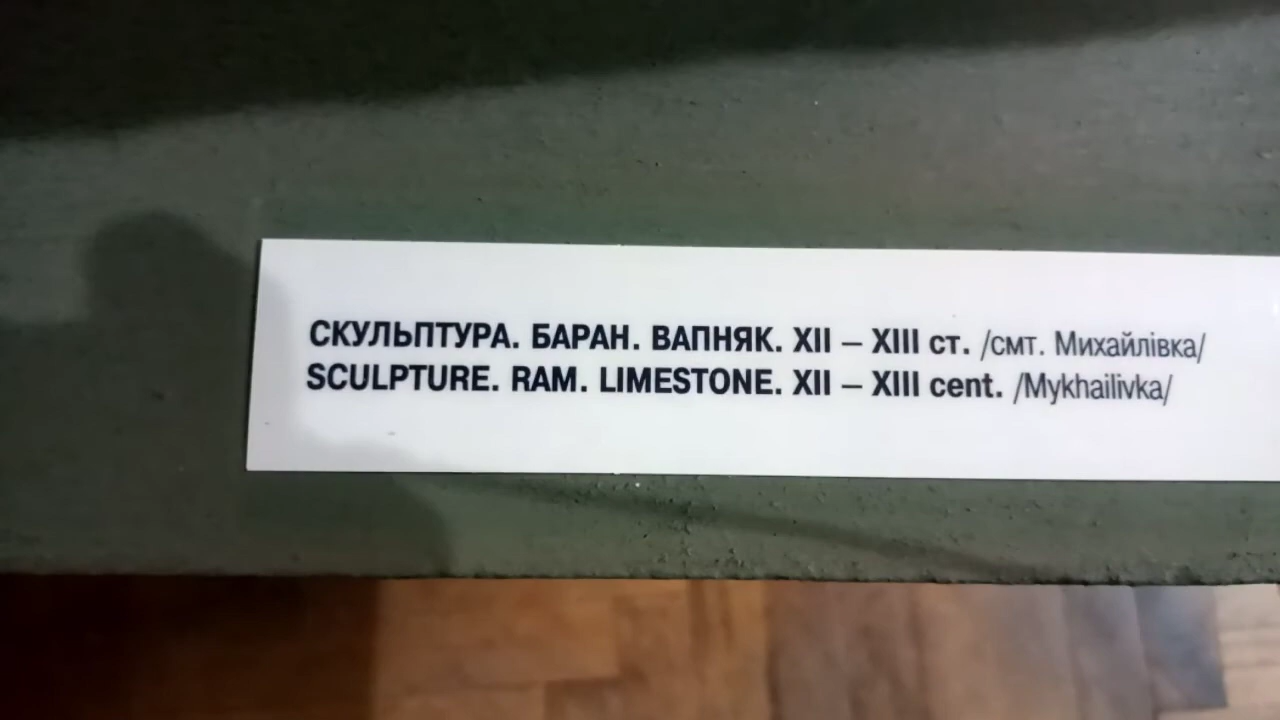 СКУЛЬПТУРА. БАРАН. ВАПНЯК. XII – XIII ст. /смт. Михайлівка/
SCULPTURE. RAM. LIMESTONE. XII – XIII cent. /Mykhailivka/